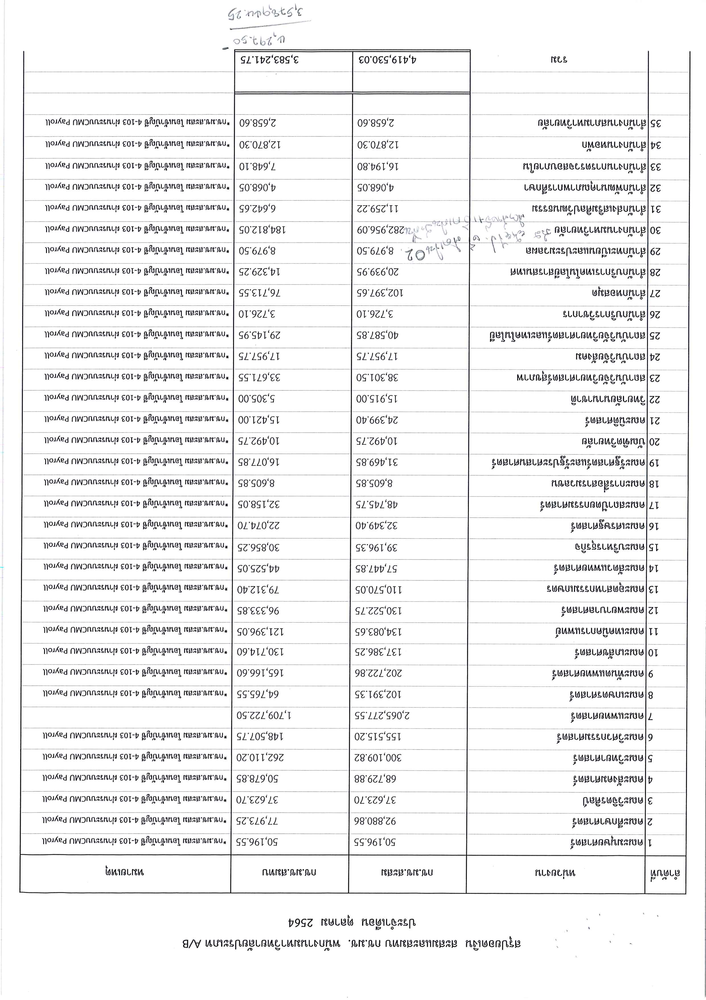 สรุปยอดเงิน สะสมและสมทบ กบ.มช. พนักงานมหาวิทยาลัยประเภท A/B
ประจำเดือน ตุลาคม 2564
ลำดับที่ หน่วยงาน กบ.มช.สะสม กบ.มช.สมทบ หมายเหตุ
1 คณะมนุษยศาสตร์ 50,196.55 50,196.55 *กบ.มช.สะสม โอนเข้าบัญชี 4-103 ผ่านระบบCMU Payroll
2 คณะศึกษาศาสตร์ 92,880.86 77,973.25 *กบ.มช.สะสม โอนเข้าบัญชี 4-103 ผ่านระบบCMU Payroll
3 คณะวิจิตรศิลป์ 37,623.70 37,623.70 *กบ.มช.สะสม โอนเข้าบัญชี 4-103 ผ่านระบบCMU Payroll
4 คณะสังคมศาสตร์ 68,729.88 50,678.85 *กบ.มช.สะสม โอนเข้าบัญชี 4-103 ผ่านระบบCMU Payroll
5 คณะวิทยาศาสตร์ 300,109.82 262,110.20 *กบ.มช.สะสม โอนเข้าบัญชี 4-103 ผ่านระบบCMU Payroll
6 คณะวิศวกรรมศาสตร์ 155,515.20 148,507.75 *กบ.มช.สะสม โอนเข้าบัญชี 4-103 ผ่านระบบCMU Payroll
7 คณะแพทยศาสตร์ 2,065,277.55 1,709,722.50
8 คณะเกษตรศาสตร์ 102,391.35 64,765.55 *กบ.มช.สะสม โอนเข้าบัญชี 4-103 ผ่านระบบCMU Payroll
9 คณะทันตแพทยศาสตร์ 202,722.86 165,166.60 *กบ.มช.สะสม โอนเข้าบัญชี 4-103 ผ่านระบบCMU Payroll
10 คณะเภสัชศาสตร์ 137,386.25 130,714.60 *กบ.มช.สะสม โอนเข้าบัญชี 4-103 ผ่านระบบCMU Payroll
11 คณะเทคนิคการแพทย์ 134,083.65 121,396.05 *กบ.มช.สะสม โอนเข้าบัญชี 4-103 ผ่านระบบCMU Payroll
12 คณะพยาบาลศาสตร์ 130,522.75 96,333.85 *กบ.มช.สะสม โอนเข้าบัญชี 4-103 ผ่านระบบCMU Payroll
13 คณะอุตสาหกรรมเกษตร 110,570.05 79,312.40 *กบ.มช.สะสม โอนเข้าบัญชี 4-103 ผ่านระบบCMU Payroll
14 คณะสัตวแพทยศาสตร์ 57,447.85 44,525.05 *กบ.มช.สะสม โอนเข้าบัญชี 4-103 ผ่านระบบCMU Payroll
15 คณะบริหารธุรกิจ 39,196.35 30,856.25 *กบ.มช.สะสม โอนเข้าบัญชี 4-103 ผ่านระบบCMU Payroll
16 คณะเศรษฐศาสตร์ 32,349.40 22,074.70 *กบ.มช.สะสม โอนเข้าบัญชี 4-103 ผ่านระบบCMU Payroll
17 คณะสถาปัตยกรรมศาสตร์ 48,745.75 32,158.05 *กบ.มช.สะสม โอนเข้าบัญชี 4-103 ผ่านระบบCMU Payroll
18 คณะการสื่อสารมวลชน 8,605.85 8,605.85 *กบ.มช.สะสม โอนเข้าบัญชี 4-103 ผ่านระบบCMU Payroll
19 คณะรัฐศาสตร์และรัฐประศาสนศาสตร์ 31,469.85 16,077.85 *กบ.มช.สะสม โอนเข้าบัญชี 4-103 ผ่านระบบCMU Payroll
20 บัณฑิตวิทยาลัย 10,492.75 10,492.75 *กบ.มช.สะสม โอนเข้าบัญชี 4-103 ผ่านระบบCMU Payroll
21 คณะนิติศาสตร์ 24,399.40 15,421.00 *กบ.มช.สะสม โอนเข้าบัญชี 4-103 ผ่านระบบCMU Payroll
22 วิทยาลัยนานาชาติ 15,915.00 5,305.00 *กบ.มช.สะสม โอนเข้าบัญชี 4-103 ผ่านระบบCMU Payroll
23 สถาบันวิจัยวิทยาศาสตร์สุขภาพ 38,301.50 33,671.55 *กบ.มช.สะสม โอนเข้าบัญชี 4-103 ผ่านระบบCMU Payroll
24 สถาบันวิจัยสังคม 17,957.75 17,957.75 *กบ.มช.สะสม โอนเข้าบัญชี 4-103 ผ่านระบบCMU Payroll
25 สถาบันวิจัยวิทยาศาสตร์และเทคโนโลยี 40,587.85 29,145.95 *กบ.มช.สะสม โอนเข้าบัญชี 4-103 ผ่านระบบCMU Payroll
26 สำนักบริการวิชาการ 3,726.10 3,726.10 *กบ.มช.สะสม โอนเข้าบัญชี 4-103 ผ่านระบบCMU Payroll
27 สำนักหอสมุด 102,397.65 76,713.55 *กบ.มช.สะสม โอนเข้าบัญชี 4-103 ผ่านระบบCMU Payroll
28 สำนักบริการเทคโนโลยีสารสนเทศ 20,939.95 14,329.25 *กบ.มช.สะสม โอนเข้าบัญชี 4-103 ผ่านระบบCMU Payroll
29 สำนักทะเบียนและประมวลผล 8,979.50 8,979.50 *กบ.มช.สะสม โอนเข้าบัญชี 4-103 ผ่านระบบCMU Payroll
30 สำนักงานมหาวิทยาลัย 282,956.09 184,812.05 *กบ.มช.สะสม โอนเข้าบัญชี 4-103 ผ่านระบบCMU Payroll
31 สำนักส่งเสริมศิลปวัฒนธรรม 11,259.22 6,642.65 *กบ.มช.สะสม โอนเข้าบัญชี 4-103 ผ่านระบบCMU Payroll
32 สำนักพัฒนาคุณภาพการศึกษา 4,068.05 4,068.05 *กบ.มช.สะสม โอนเข้าบัญชี 4-103 ผ่านระบบCMU Payroll
33 สำนักงานการตรวจสอบภายใน 16,194.80 7,648.10 *กบ.มช.สะสม โอนเข้าบัญชี 4-103 ผ่านระบบCMU Payroll
34 สำนักงานหอพัก 12,870.30 12,870.30 *กบ.มช.สะสม โอนเข้าบัญชี 4-103 ผ่านระบบCMU Payroll
35 สำนักงานสภามหาวิทยาลัย 2,658.60 2,658.60 *กบ.มช.สะสม โอนเข้าบัญชี 4-103 ผ่านระบบCMU Payroll
รวม 4,419,530.03 3,583,241.75
4,297.50 -
3,578,944.25